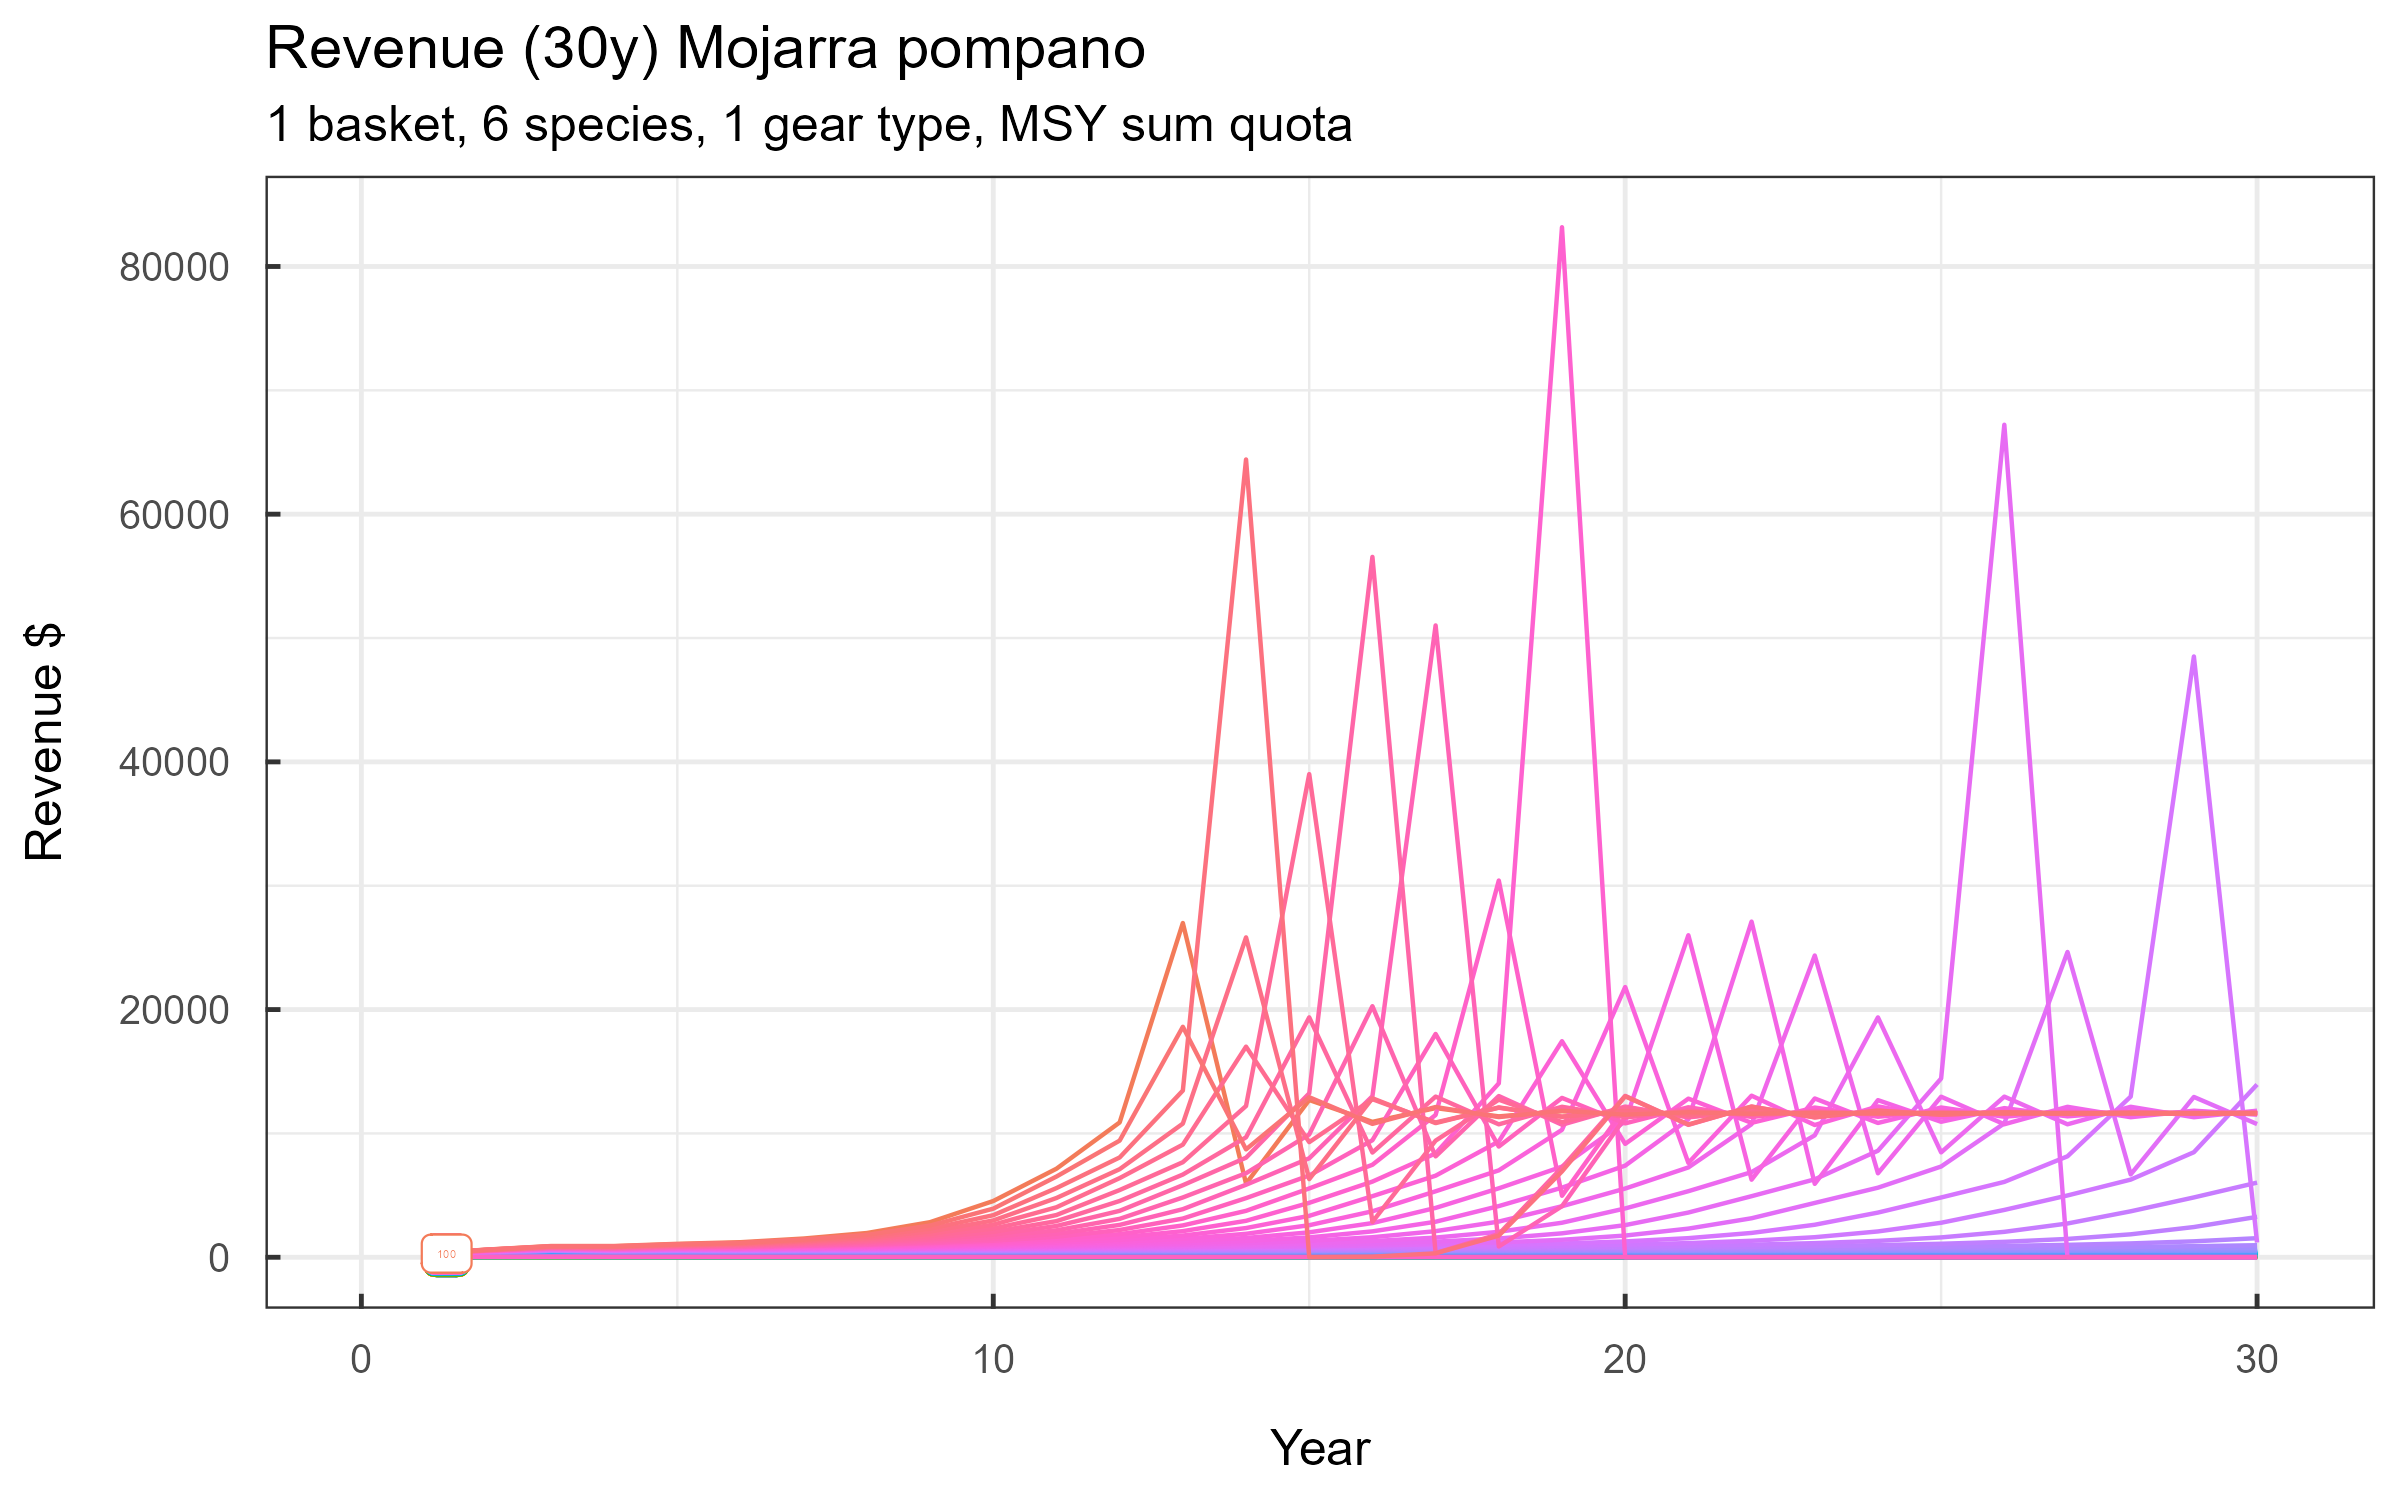 Revenue (30y) Mojarra pompano
1 basket, 6 species, 1 gear type, MSY sum quota
80000
60000
40000
20000
0
Revenue $
100
0
10
20
30
Year